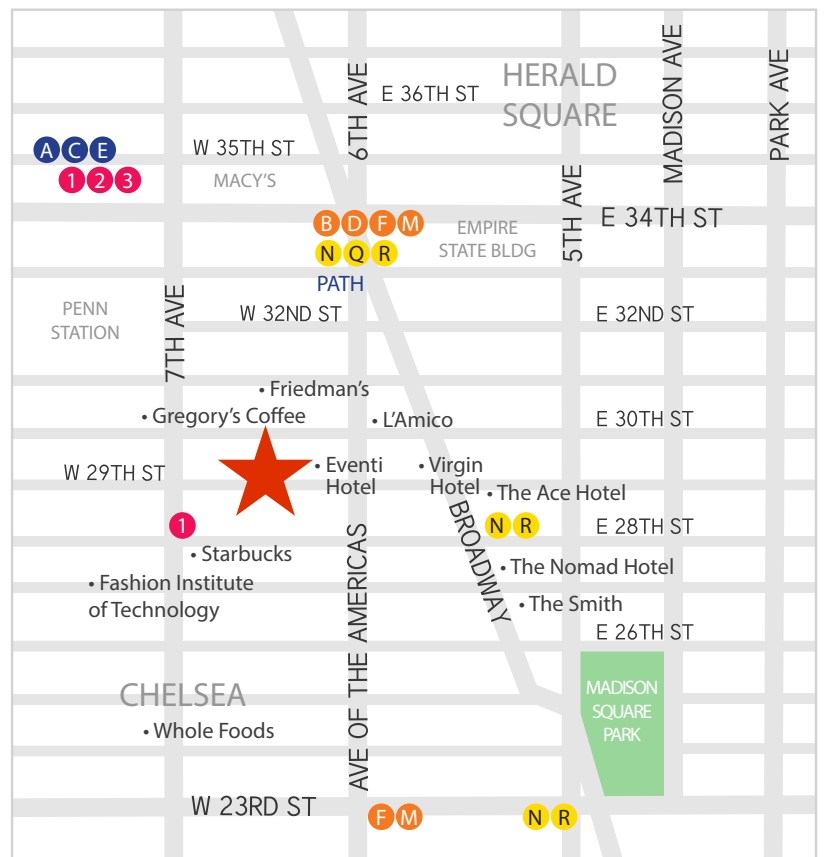 MADISON AVE
PARK AVE
6TH AVE
HERALD
SQUARE
E 36TH ST
A C E
W 35TH ST
1 2 3
MACY'S
5TH AVE
B D F M
E 34TH ST
EMPIRE
STATE BLDG
N Q R
PATH
7TH AVE
PENN
STATION
W 32ND ST
E 32ND ST
• Friedman's
• Gregory's Coffee
• L'Amico
E 30TH ST
W 29TH ST
• Eventi
Hotel
• Virgin
Hotel
• The Ace Hotel
1
N R
E 28TH ST
BROADWAY
AVE OF THE AMERICAS
• Starbucks
• The Nomad Hotel
• Fashion Institute
of Technology
• The Smith
E 26TH ST
CHELSEA
MADISON
SQUARE
PARK
• Whole Foods
W 23RD ST
F M
N R